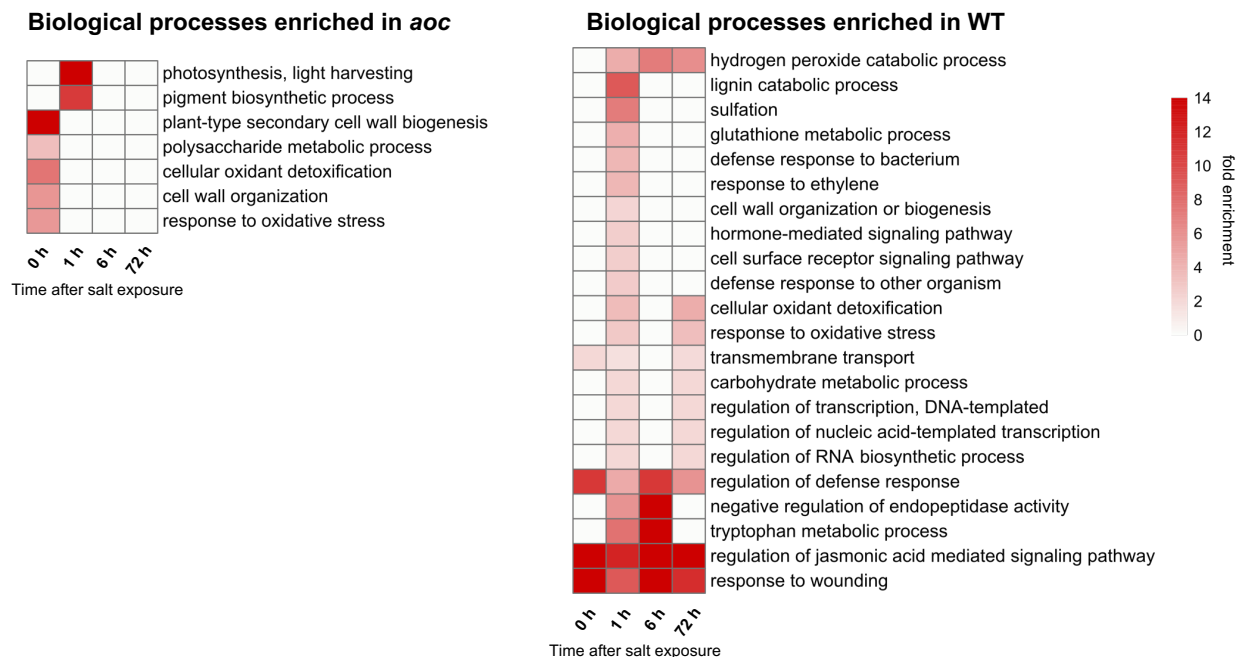 Biological processes enriched in aoc
photosynthesis, light harvesting
pigment biosynthetic process
plant-type secondary cell wall biogenesis
polysaccharide metabolic process
cellular oxidant detoxification
cell wall organization
response to oxidative stress
0 h 1 h 6 h 72 h
Time after salt exposure
Biological processes enriched in WT
hydrogen peroxide catabolic process
lignin catabolic process
sulfation
glutathione metabolic process
defense response to bacterium
response to ethylene
cell wall organization or biogenesis
hormone-mediated signaling pathway
cell surface receptor signaling pathway
defense response to other organism
cellular oxidant detoxification
response to oxidative stress
transmembrane transport
carbohydrate metabolic process
regulation of transcription, DNA-templated
regulation of nucleic acid-templated transcription
regulation of RNA biosynthetic process
regulation of defense response
negative regulation of endopeptidase activity
tryptophan metabolic process
regulation of jasmonic acid mediated signaling pathway
response to wounding
0 h 1 h 6 h 72 h
Time after salt exposure
14
12
10
8
6
4
2
0
fold enrichment